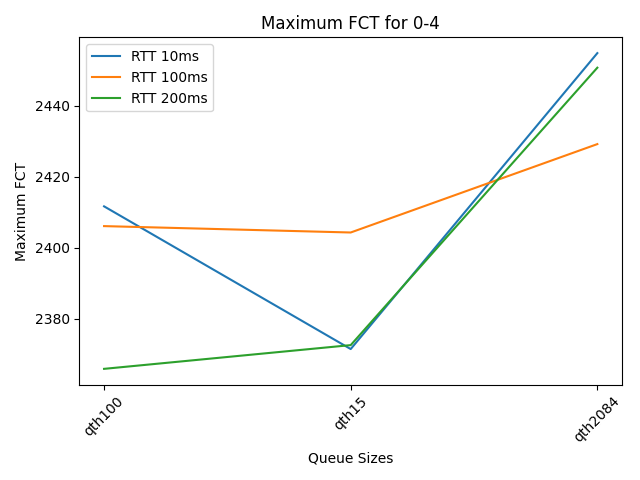 Maximum FCT for 0-4
RTT 10ms
RTT 100ms
RTT 200ms
Maximum FCT
2440
2420
2400
2380
qth100
qth15
qth2084
Queue Sizes